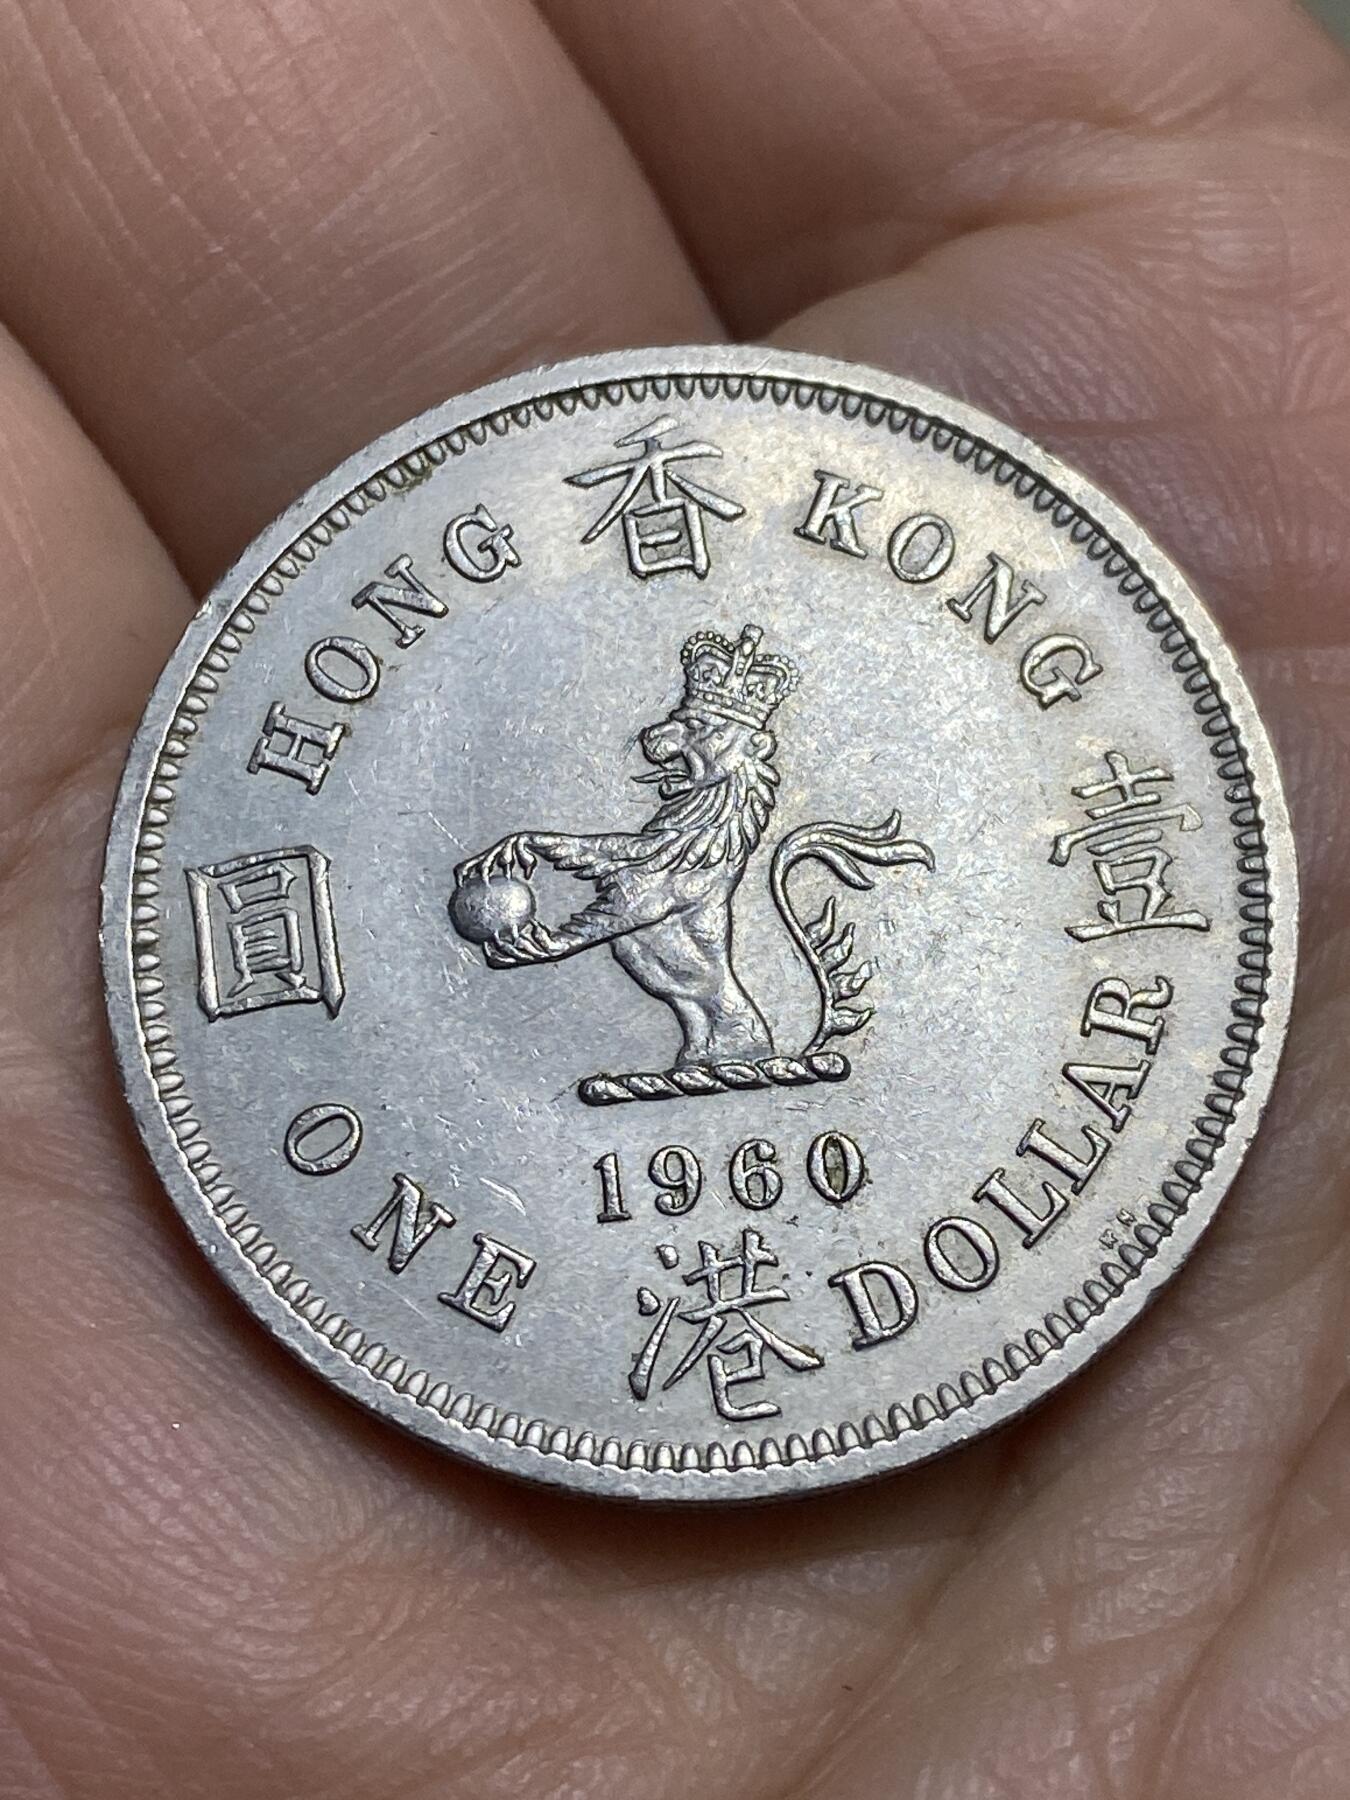 HONG 香 KONG
壹
圓
1960
港
ONE DOLLAR